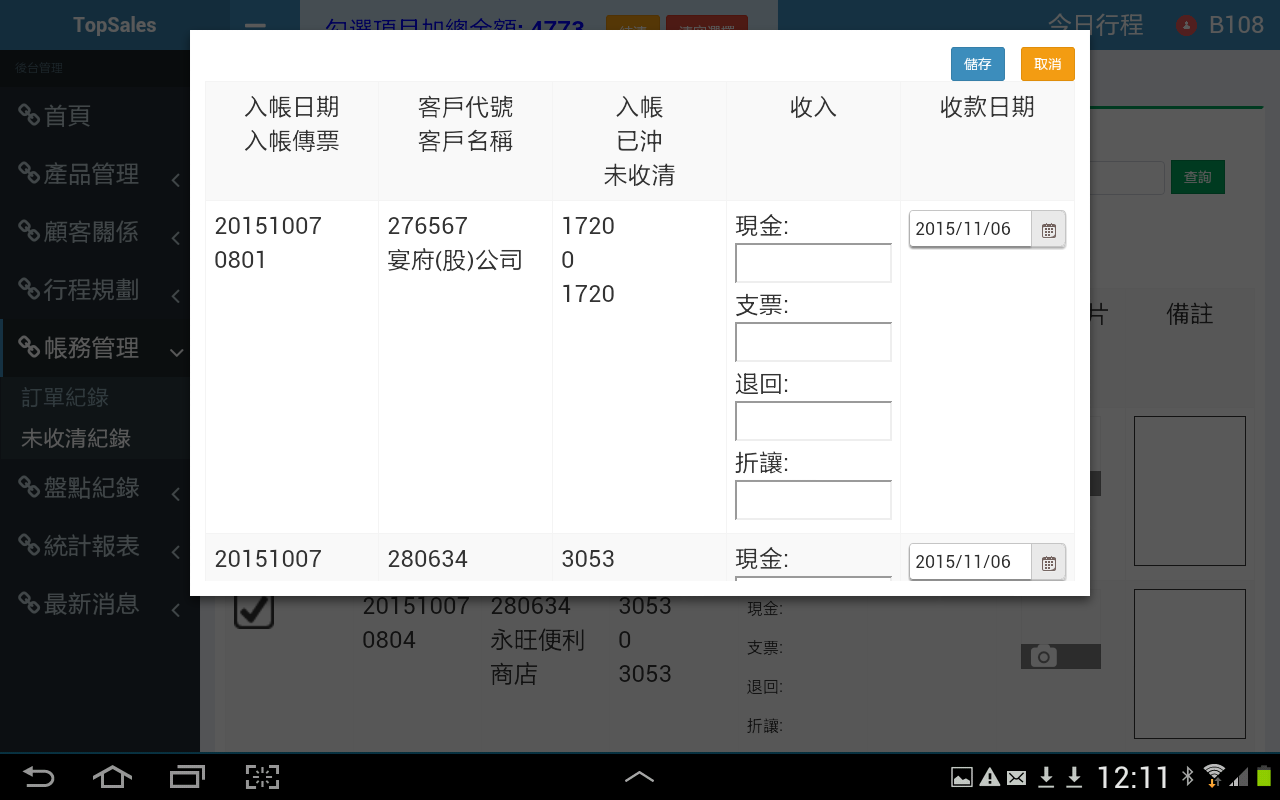 TopSales
勾選項目加總金額: 4773
今日行程
B108
後台管理
首頁
產品管理
顧客關係
行程規劃
帳務管理
訂單紀錄
未收清紀錄
盤點紀錄
統計報表
最新消息
儲存
取消
入帳日期
入帳傳票
客戶代號
客戶名稱
入帳
已沖
未收清
收入
收款日期
20151007
0801
276567
宴府(股)公司
1720
0
1720
現金:
支票:
退回:
折讓:
2015/11/06
20151007
280634
3053
現金:
2015/11/06
查詢
片
備註
20151007
0804
280634
永旺便利
商店
3053
0
3053
現金:
支票:
退回:
折讓:
12:11